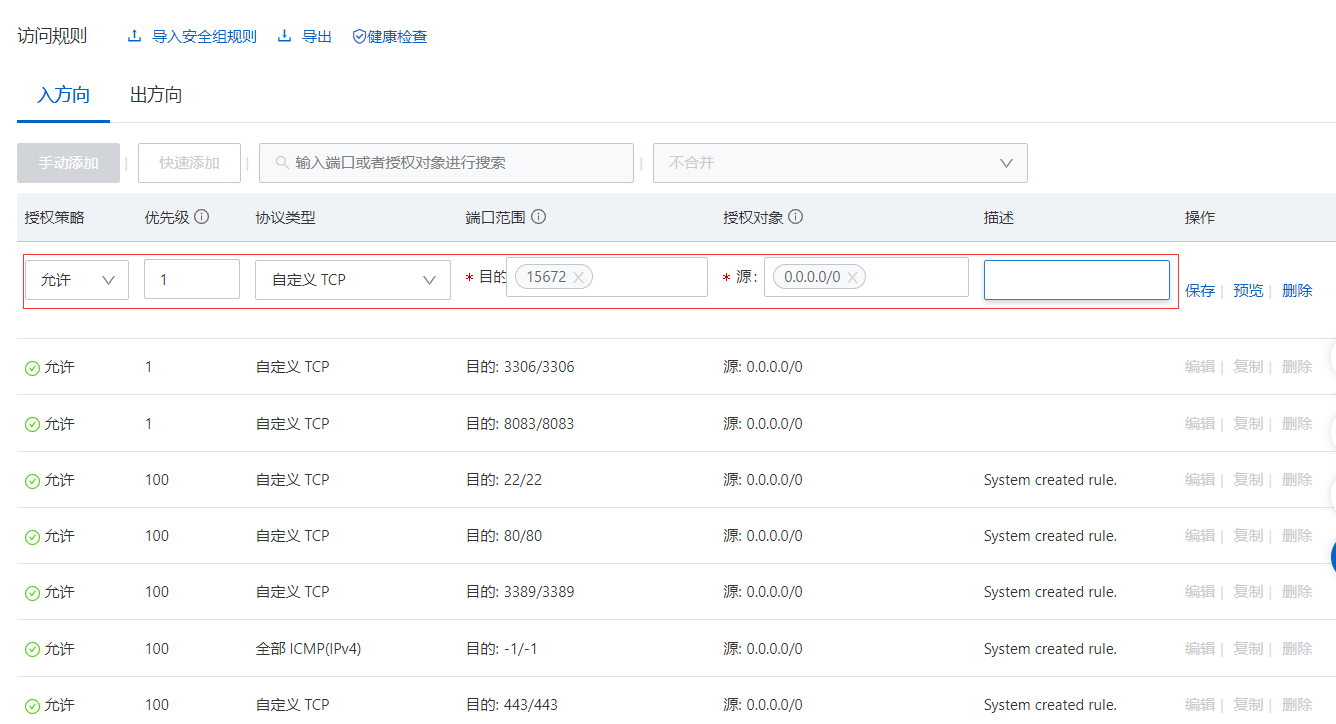 访问规则 导入安全组规则 导出 健康检查
入方向 出方向
手动添加 | 快速添加 | 输入端口或者授权对象进行搜索 | 不合并
授权策略 优先级 协议类型 端口范围 授权对象 描述 操作
允许 1 自定义 TCP * 目的 15672 * 源: 0.0.0.0/0 保存 | 预览 | 删除
允许 1 自定义 TCP 目的: 3306/3306 源: 0.0.0.0/0 编辑 | 复制 | 删除
允许 1 自定义 TCP 目的: 8083/8083 源: 0.0.0.0/0 编辑 | 复制 | 删除
允许 100 自定义 TCP 目的: 22/22 源: 0.0.0.0/0 System created rule. 编辑 | 复制 | 删除
允许 100 自定义 TCP 目的: 80/80 源: 0.0.0.0/0 System created rule. 编辑 | 复制 | 删除
允许 100 自定义 TCP 目的: 3389/3389 源: 0.0.0.0/0 System created rule. 编辑 | 复制 | 删除
允许 100 全部 ICMP(IPv4) 目的: -1/-1 源: 0.0.0.0/0 System created rule. 编辑 | 复制 | 删除
允许 100 自定义 TCP 目的: 443/443 源: 0.0.0.0/0 System created rule. 编辑 | 复制 | 删除